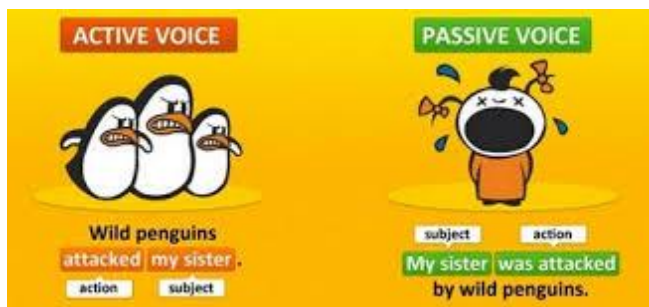 ACTIVE VOICE
Wild penguins
attacked my sister.
action subject
PASSIVE VOICE
subject action
My sister was attacked
by wild penguins.